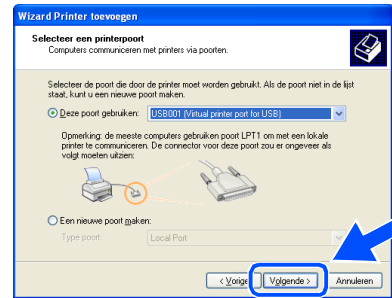 Wizard Printer toevoegen
Selecteer een printerpoort
Computers communiceren met printers via poorten.
Selecteer de poort die door de printer moet worden gebruikt. Als de poort niet in de lijst
staat, kunt u een nieuwe poort maken.
Deze poort gebruiken: USB001 (Virtual printer port for USB)
Opmerking: de meeste computers gebruiken poort LPT1 om met een lokale
printer te communiceren. De connector voor deze poort zou er ongeveer als
volgt moeten uitzien:
Een nieuwe poort maken:
Type poort: Local Port
< Vorige Volgende > Annuleren